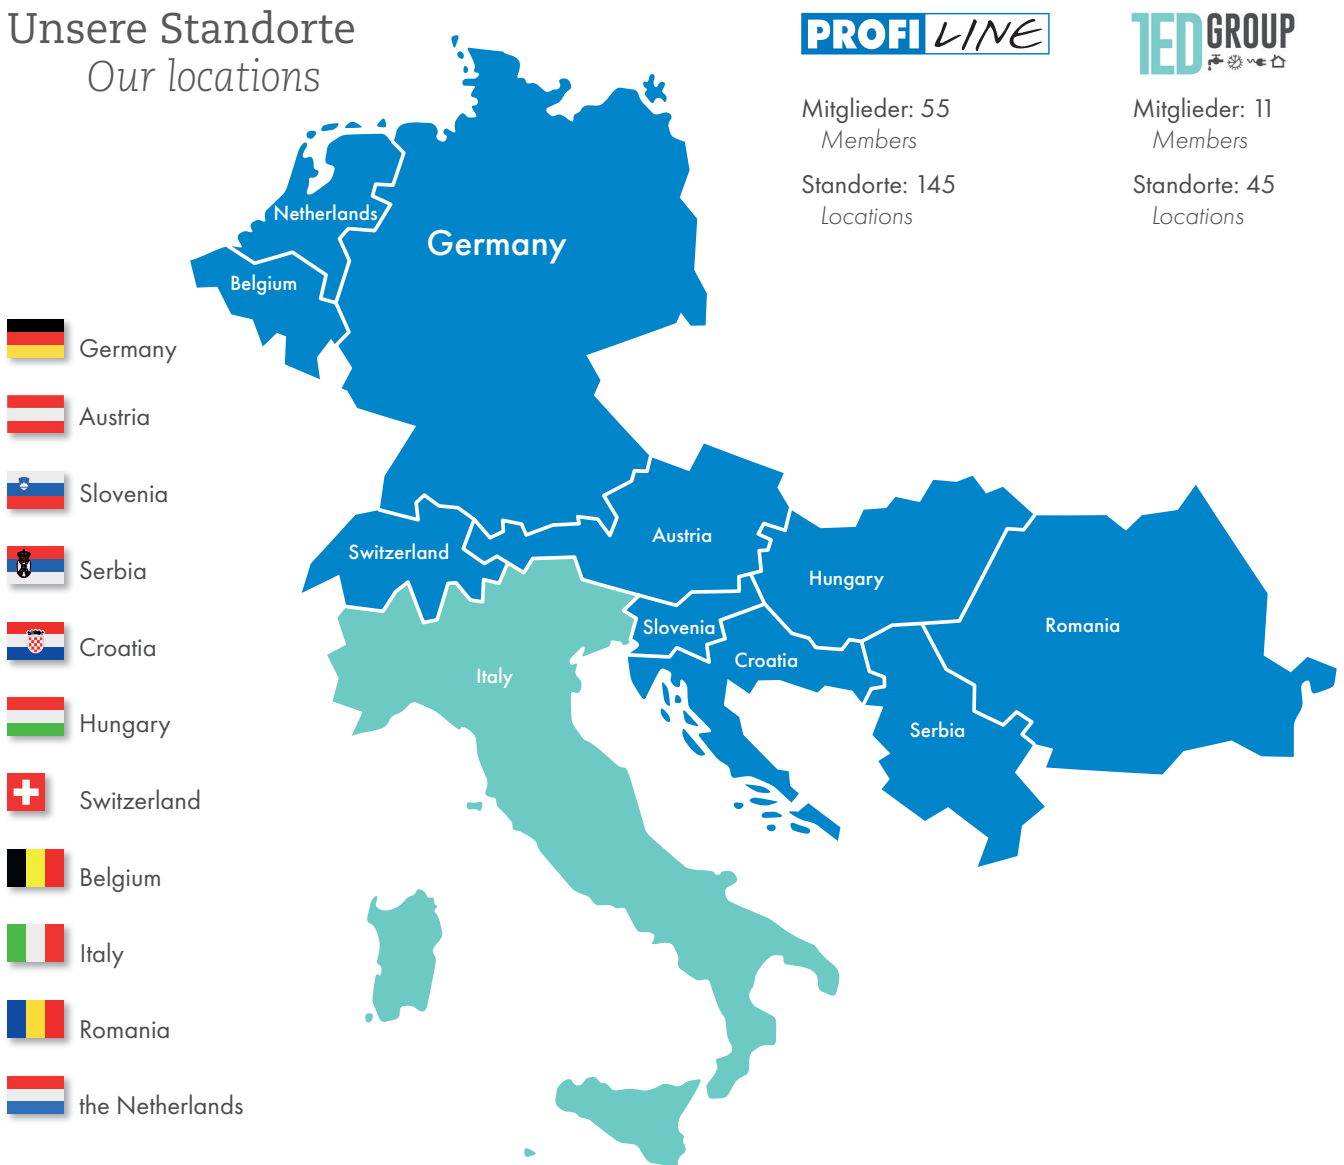 Unsere Standorte
Our locations
PROFI LINE
Mitglieder: 55
Members
Standorte: 145
Locations
TED GROUP
Mitglieder: 11
Members
Standorte: 45
Locations
Netherlands
Germany
Belgium
Switzerland
Austria
Hungary
Slovenia
Croatia
Romania
Italy
Serbia
Germany
Austria
Slovenia
Serbia
Croatia
Hungary
Switzerland
Belgium
Italy
Romania
the Netherlands